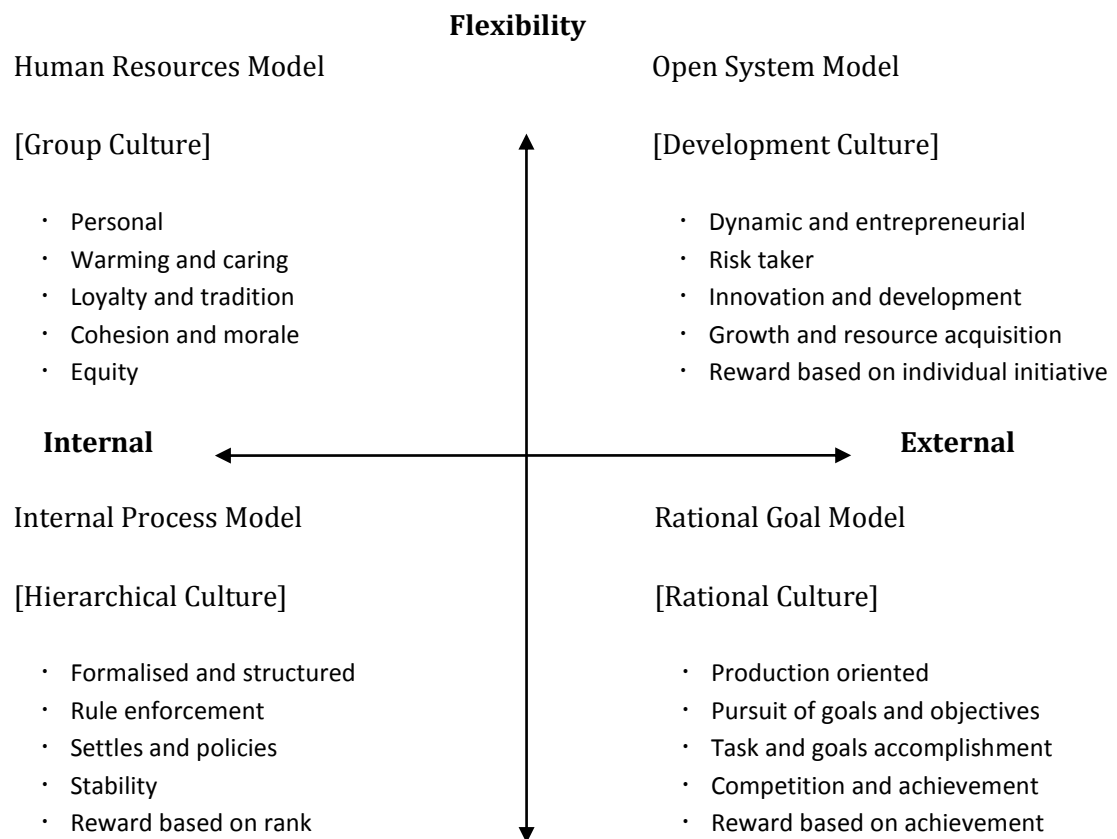 Flexibility
Human Resources Model
Open System Model
[Group Culture]
[Development Culture]
· Personal
· Warming and caring
· Loyalty and tradition
· Cohesion and morale
· Equity
· Dynamic and entrepreneurial
· Risk taker
· Innovation and development
· Growth and resource acquisition
· Reward based on individual initiative
Internal
External
Internal Process Model
Rational Goal Model
[Hierarchical Culture]
[Rational Culture]
· Formalised and structured
· Rule enforcement
· Settles and policies
· Stability
· Reward based on rank
· Production oriented
· Pursuit of goals and objectives
· Task and goals accomplishment
· Competition and achievement
· Reward based on achievement